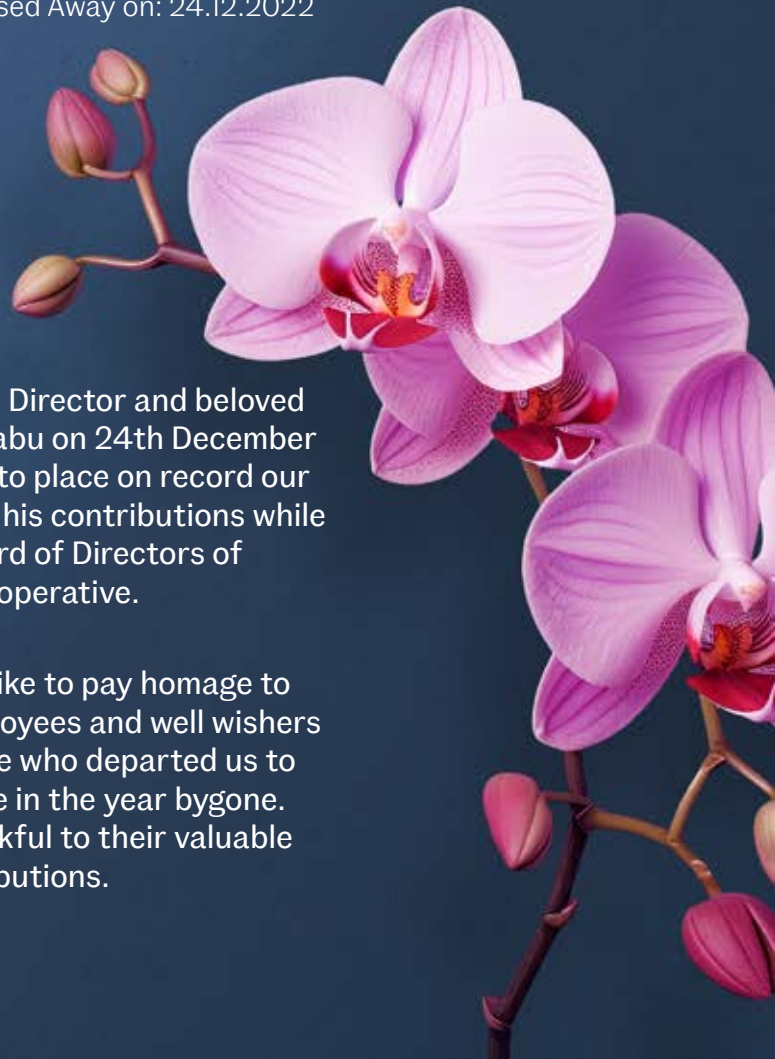 sed Away on: 24.12.2022
Director and beloved
abu on 24th December
to place on record our
his contributions while
rd of Directors of
operative.
ike to pay homage to
oyees and well wishers
e who departed us to
e in the year bygone.
kful to their valuable
butions.